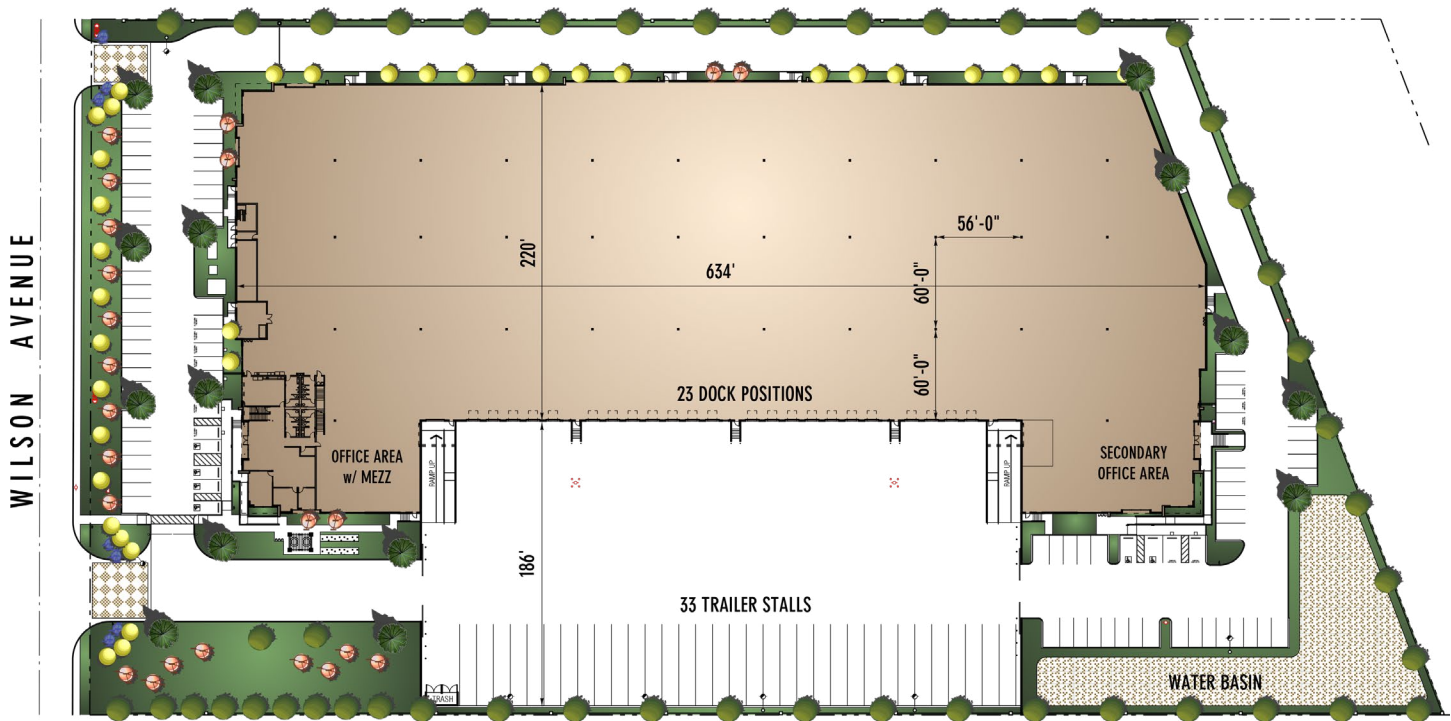 WILSON AVENUE
56'-0"
220'
634'
60'-0"
60'-0"
23 DOCK POSITIONS
OFFICE AREA
w/ MEZZ
RAMP UP
RAMP UP
SECONDARY
OFFICE AREA
186'
33 TRAILER STALLS
TRASH
WATER BASIN